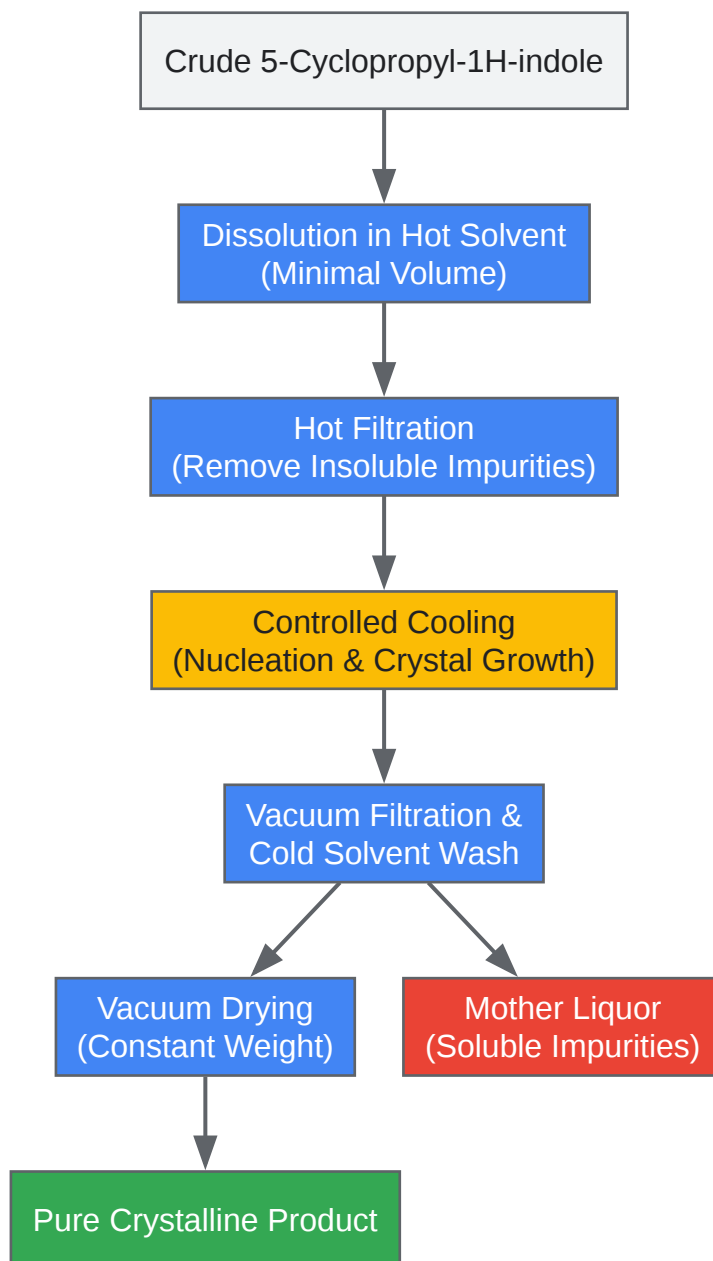 Crude 5-Cyclopropyl-1H-indole
Dissolution in Hot Solvent
(Minimal Volume)
Hot Filtration
(Remove Insoluble Impurities)
Controlled Cooling
(Nucleation & Crystal Growth)
Vacuum Filtration &
Cold Solvent Wash
Vacuum Drying
(Constant Weight)
Mother Liquor
(Soluble Impurities)
Pure Crystalline Product